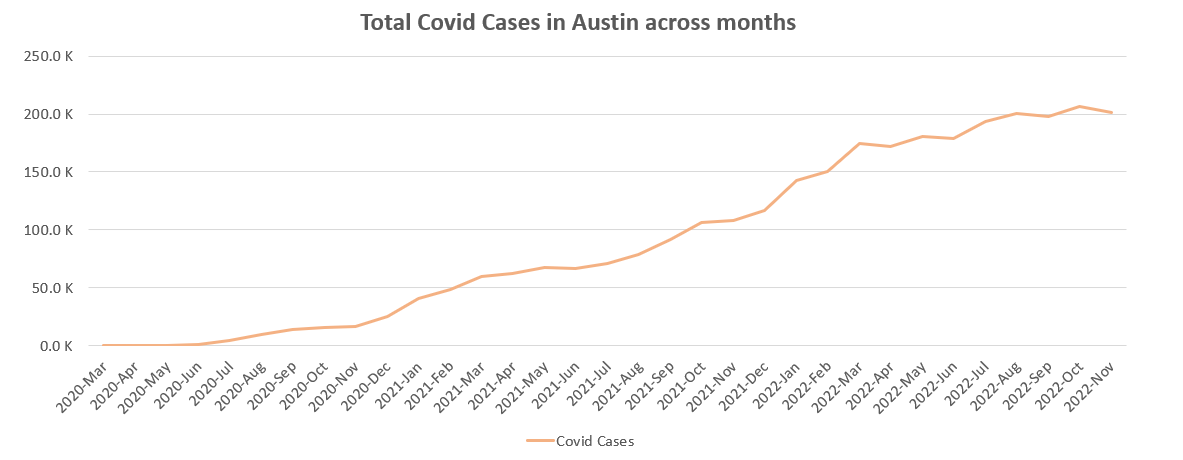 Total Covid Cases in Austin across months
250.0 K
200.0 K
150.0 K
100.0 K
50.0 K
0.0 K
2020-Mar
2020-Apr
2020-May
2020-Jun
2020-Jul
2020-Aug
2020-Sep
2020-Oct
2020-Nov
2020-Dec
2021-Jan
2021-Feb
2021-Mar
2021-Apr
2021-May
2021-Jun
2021-Jul
2021-Aug
2021-Sep
2021-Oct
2021-Nov
2021-Dec
2022-Jan
2022-Feb
2022-Mar
2022-Apr
2022-May
2022-Jun
2022-Jul
2022-Aug
2022-Sep
2022-Oct
2022-Nov
Covid Cases